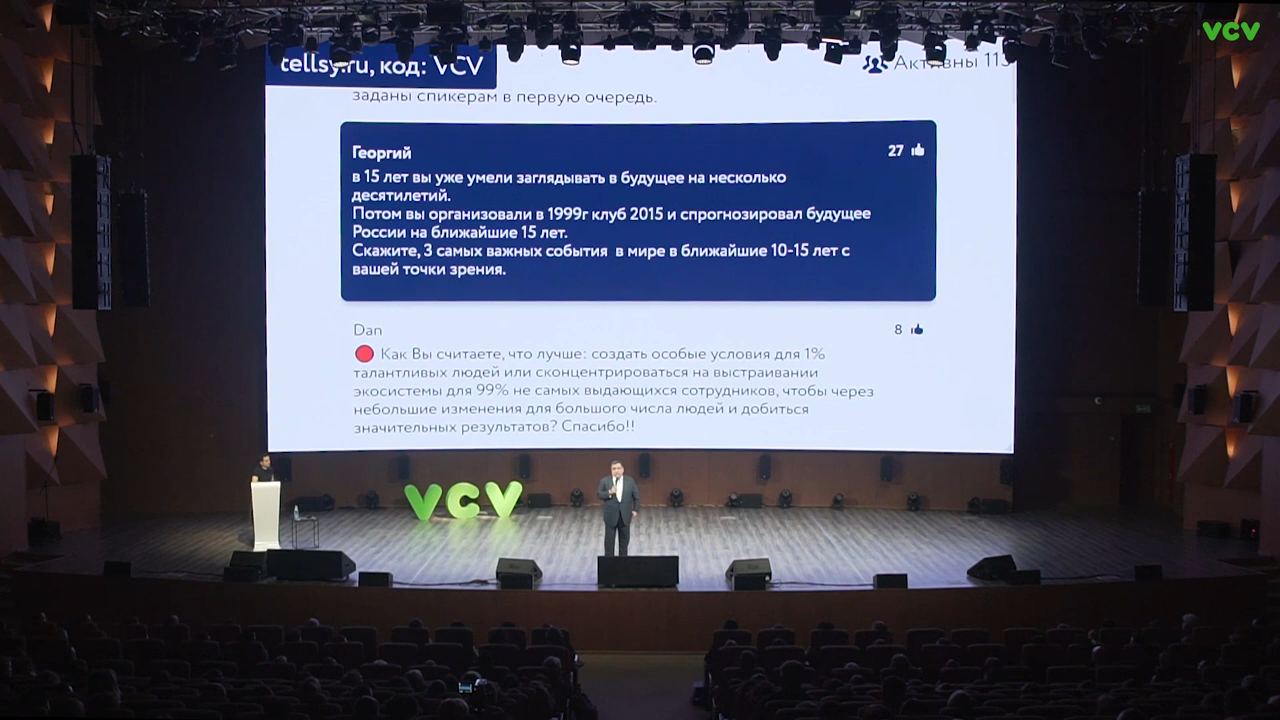 VCV
tellsy.ru, код: VCV
Активны 113
заданы спикерам в первую очередь.
Георгий
27
в 15 лет вы уже умели заглядывать в будущее на несколько
десятилетий.
Потом вы организовали в 1999г клуб 2015 и спрогнозировал будущее
России на ближайшие 15 лет.
Скажите, 3 самых важных события в мире в ближайшие 10-15 лет с
вашей точки зрения.
Dan
8
Как Вы считаете, что лучше: создать особые условия для 1%
талантливых людей или сконцентрироваться на выстраивании
экосистемы для 99% не самых выдающихся сотрудников, чтобы через
небольшие изменения для большого числа людей и добиться
значительных результатов? Спасибо!!
VCV